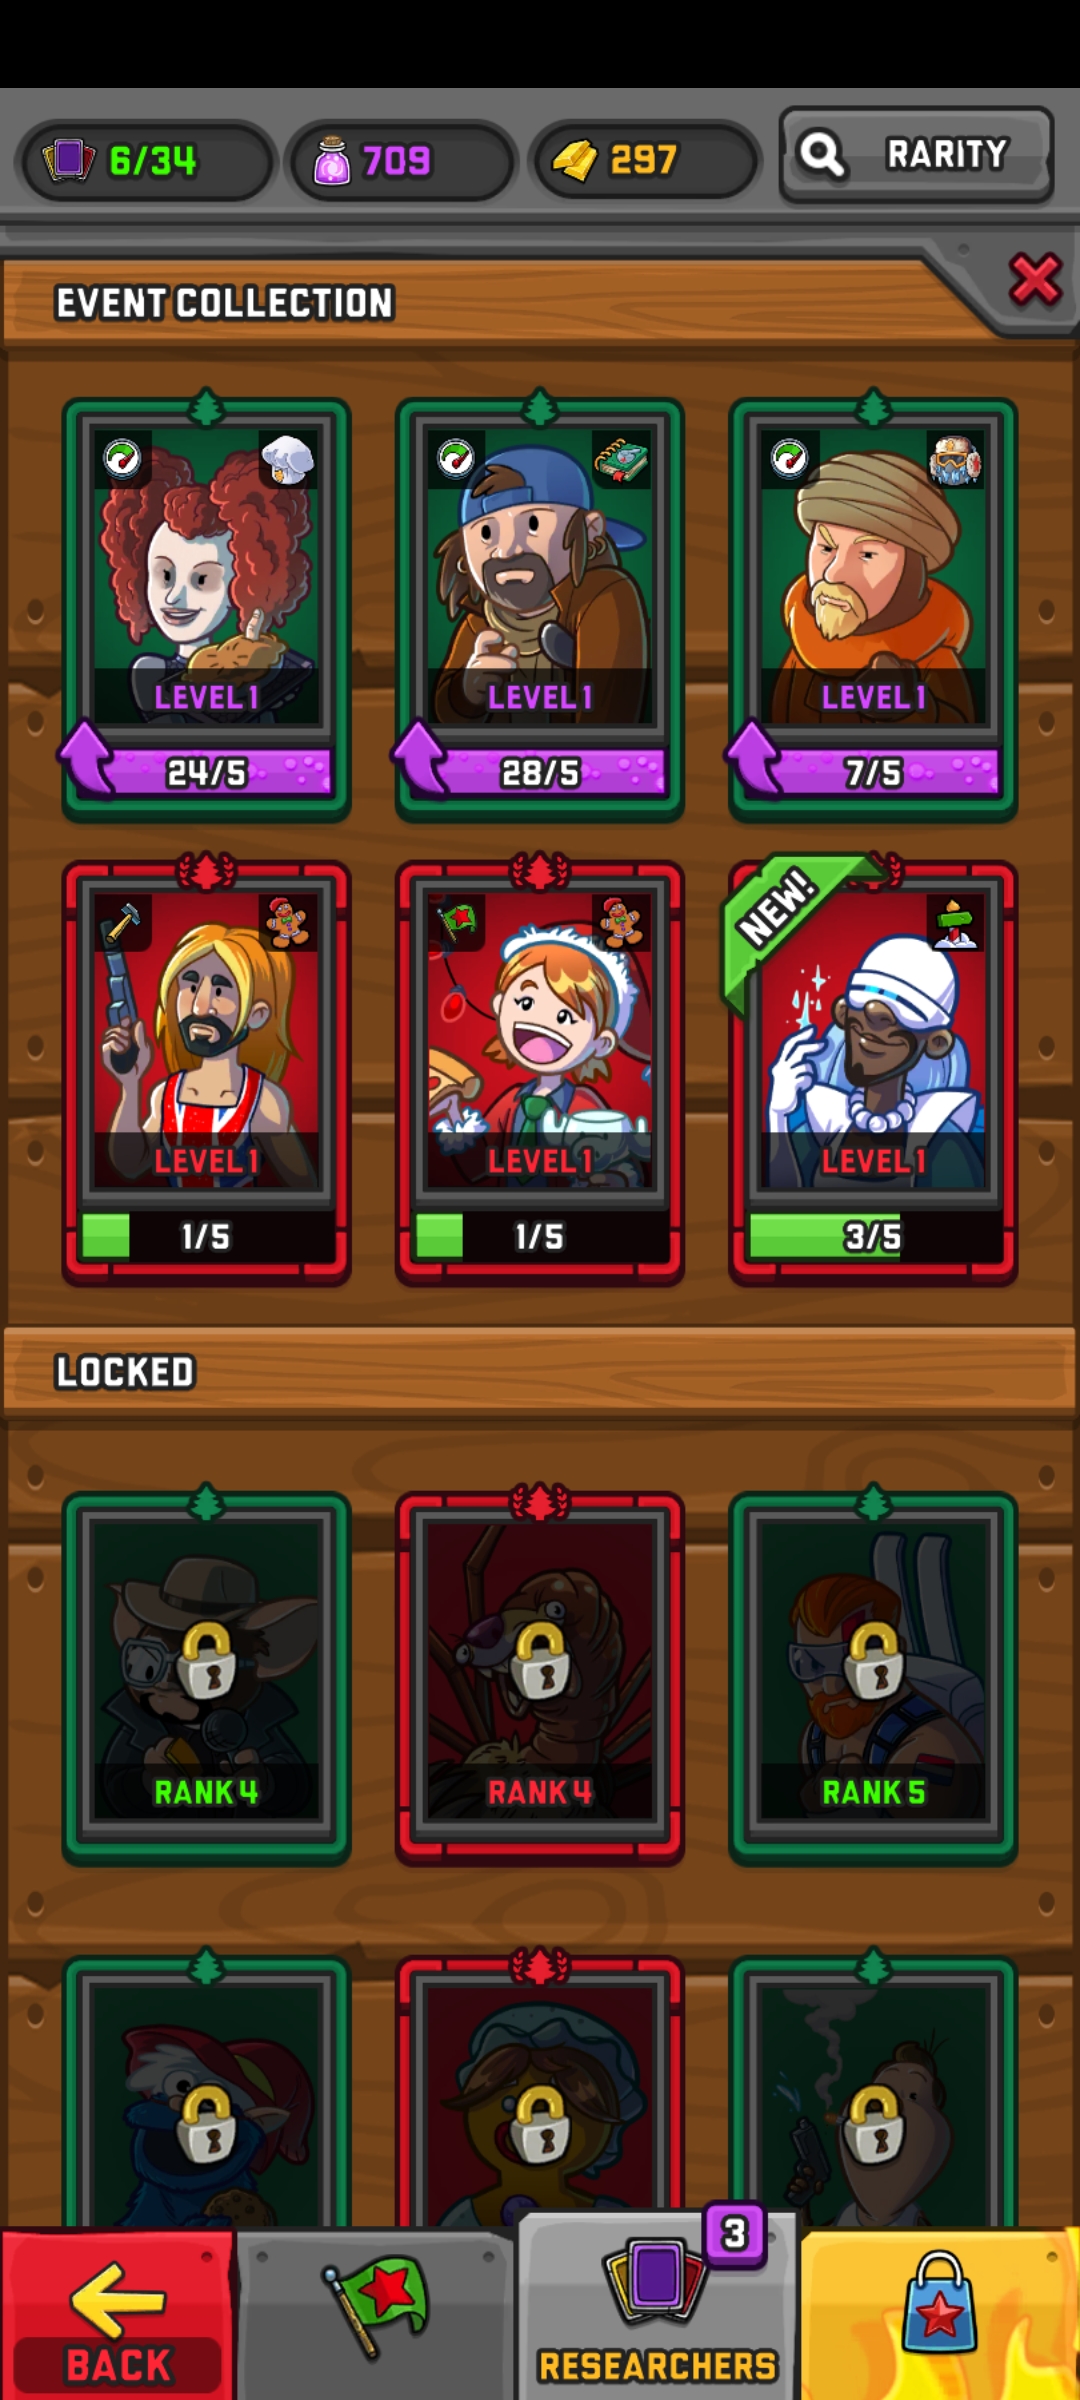 6/34
709
297
RARITY
EVENT COLLECTION
LEVEL 1
LEVEL 1
LEVEL 1
24/5
28/5
7/5
NEW!
LEVEL 1
LEVEL 1
LEVEL 1
1/5
1/5
3/5
LOCKED
RANK 4
RANK 4
RANK 5
3
BACK
RESEARCHERS